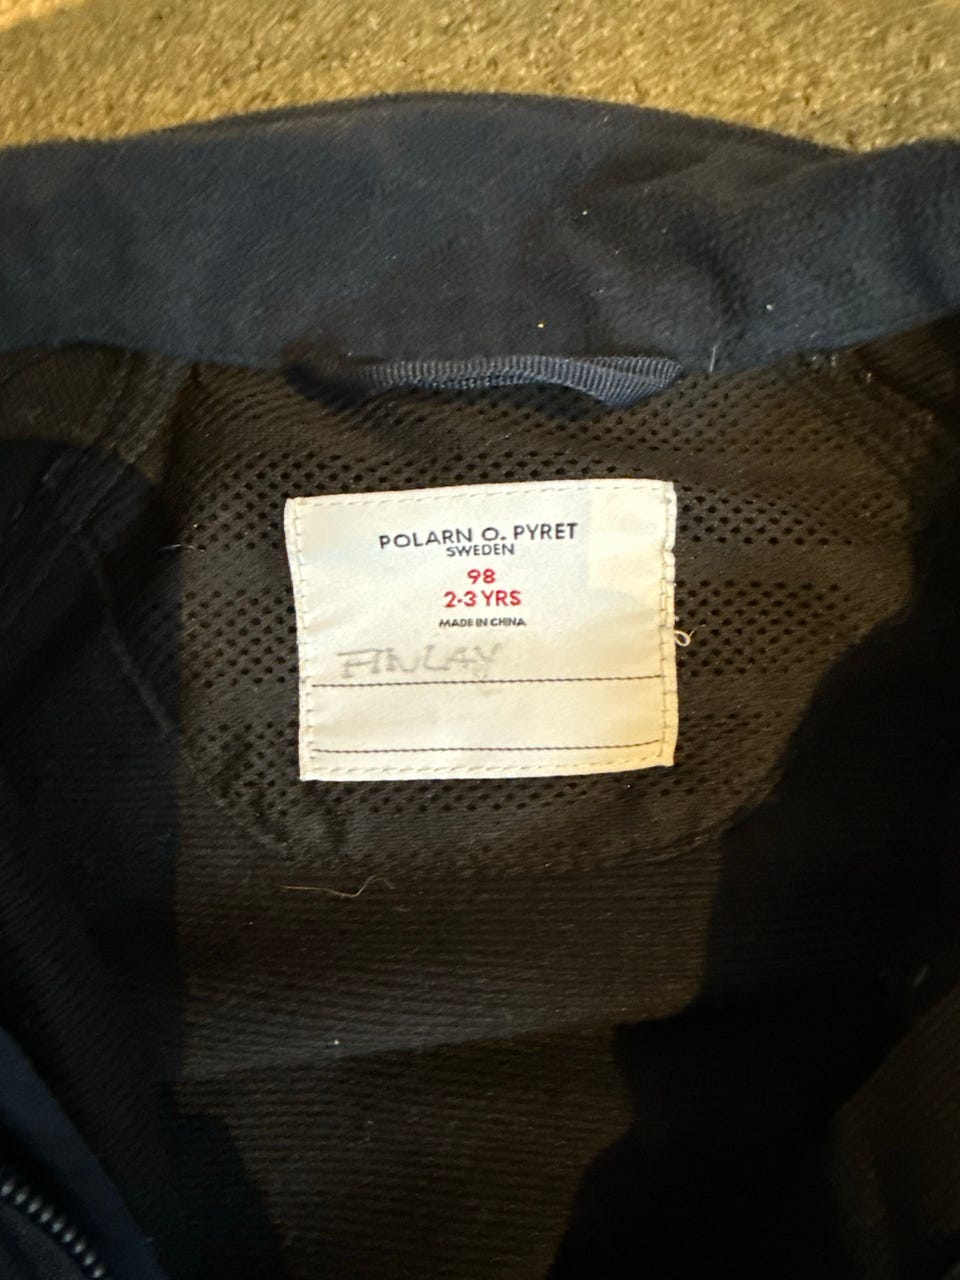 POLARN O. PYRET
SWEDEN
98
2-3 YRS
MADE IN CHINA
FINLAY